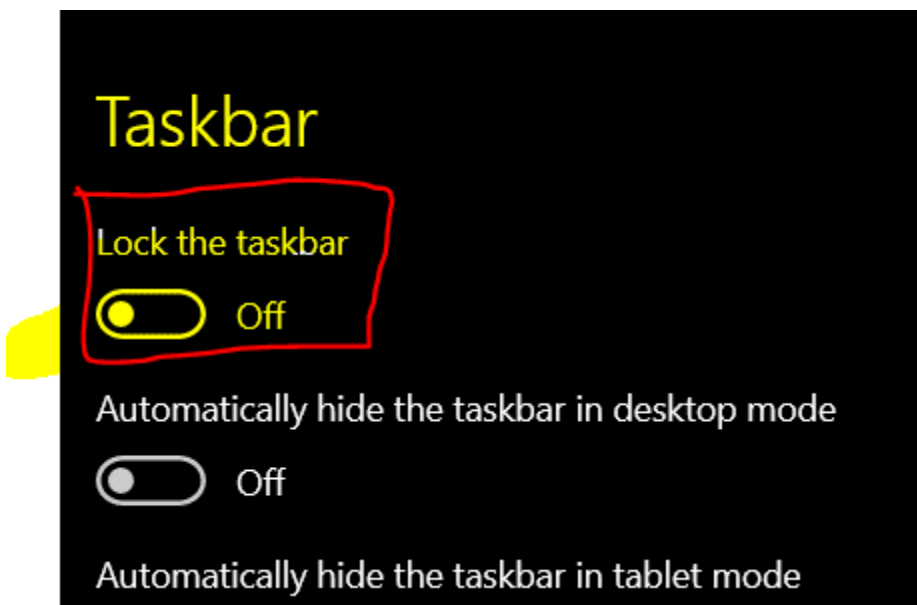 Taskbar
Lock the taskbar
Off
Automatically hide the taskbar in desktop mode
Off
Automatically hide the taskbar in tablet mode